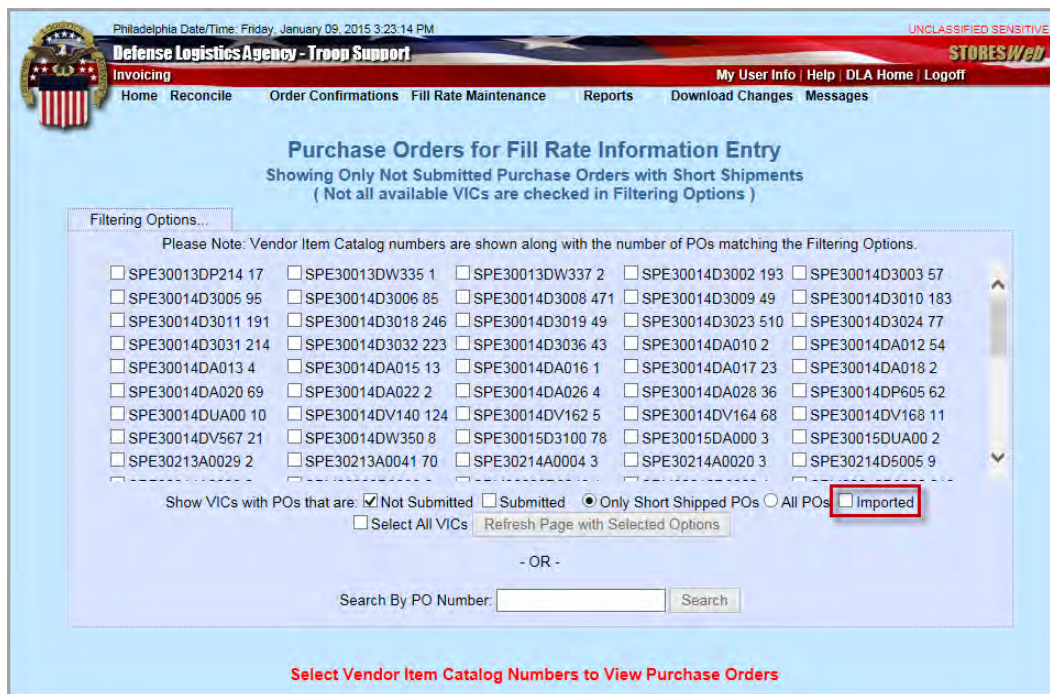 Philadelphia Date/Time: Friday, January 09, 2015 3:23:14 PM UNCLASSIFIED SENSITIVE
Defense Logistics Agency - Troop Support STORESWeb
Invoicing My User Info | Help | DLA Home | Logoff
Home Reconcile Order Confirmations Fill Rate Maintenance Reports Download Changes Messages
Purchase Orders for Fill Rate Information Entry
Showing Only Not Submitted Purchase Orders with Short Shipments
( Not all available VICs are checked in Filtering Options )
Filtering Options...
Please Note: Vendor Item Catalog numbers are shown along with the number of POs matching the Filtering Options.
SPE30013DP214 17 SPE30013DW335 1 SPE30013DW337 2 SPE30014D3002 193 SPE30014D3003 57
SPE30014D3005 95 SPE30014D3006 85 SPE30014D3008 471 SPE30014D3009 49 SPE30014D3010 183
SPE30014D3011 191 SPE30014D3018 246 SPE30014D3019 49 SPE30014D3023 510 SPE30014D3024 77
SPE30014D3031 214 SPE30014D3032 223 SPE30014D3036 43 SPE30014DA010 2 SPE30014DA012 54
SPE30014DA013 4 SPE30014DA015 13 SPE30014DA016 1 SPE30014DA017 23 SPE30014DA018 2
SPE30014DA020 69 SPE30014DA022 2 SPE30014DA026 4 SPE30014DA028 36 SPE30014DP605 62
SPE30014DUA00 10 SPE30014DV140 124 SPE30014DV162 5 SPE30014DV164 68 SPE30014DV168 11
SPE30014DV567 21 SPE30014DW350 8 SPE30015D3100 78 SPE30015DA000 3 SPE30015DUA00 2
SPE30213A0029 2 SPE30213A0041 70 SPE30214A0004 3 SPE30214A0020 3 SPE30214D5005 9
Show VICs with POs that are: Not Submitted Submitted Only Short Shipped POs All POs Imported
Select All VICs Refresh Page with Selected Options
- OR -
Search By PO Number: Search
Select Vendor Item Catalog Numbers to View Purchase Orders